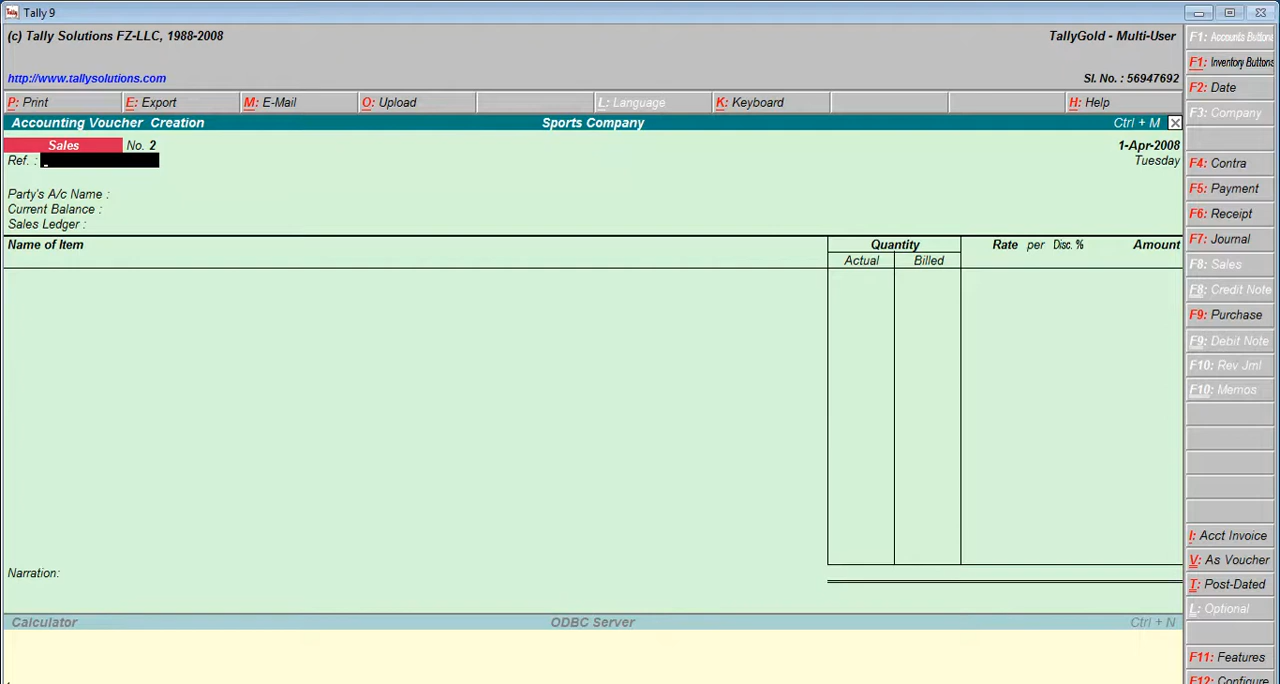 Tally 9
(c) Tally Solutions FZ-LLC, 1988-2008
TallyGold - Multi-User
http://www.tallysolutions.com
Sl. No. : 56947692
P: Print
E: Export
M: E-Mail
O: Upload
L: Language
K: Keyboard
H: Help
Accounting Voucher Creation
Sports Company
Ctrl + M
Sales
No. 2
1-Apr-2008
Ref. :
Tuesday
Party's A/c Name :
Current Balance :
Sales Ledger :
Name of Item
Quantity
Rate per Disc. % Amount
Actual
Billed
Narration:
Calculator
ODBC Server
Ctrl + N
F1: Accounts Buttons
F1: Inventory Buttons
F2: Date
F3: Company
F4: Contra
F5: Payment
F6: Receipt
F7: Journal
F8: Sales
F8: Credit Note
F9: Purchase
F9: Debit Note
F10: Rev Jrnl
F10: Memos
I: Acct Invoice
V: As Voucher
T: Post-Dated
L: Optional
F11: Features
F12: Configure